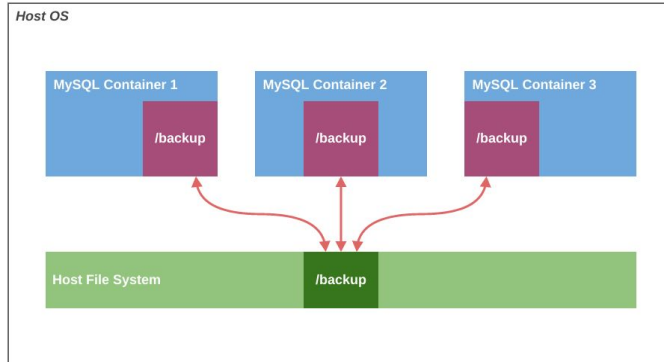 Host OS
MySQL Container 1
MySQL Container 2
MySQL Container 3
/backup
/backup
/backup
Host File System
/backup